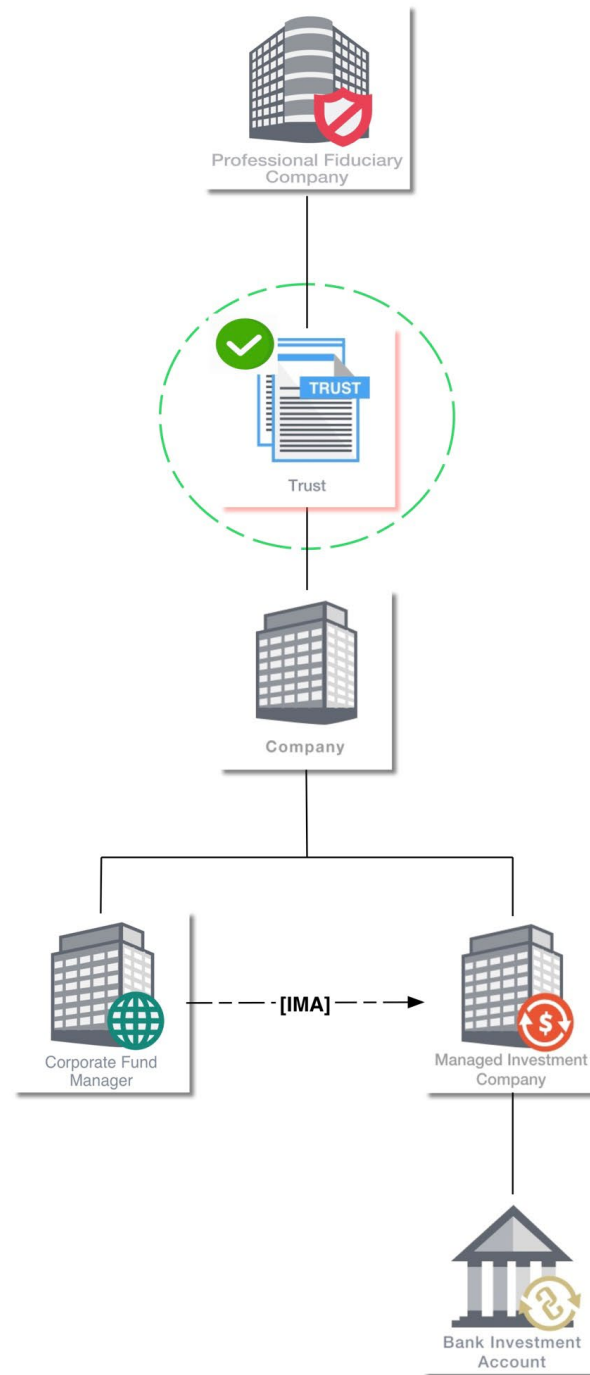 Professional Fiduciary
Company
TRUST
Trust
Company
[IMA]
Corporate Fund
Manager
Managed Investment
Company
$
Bank Investment
Account